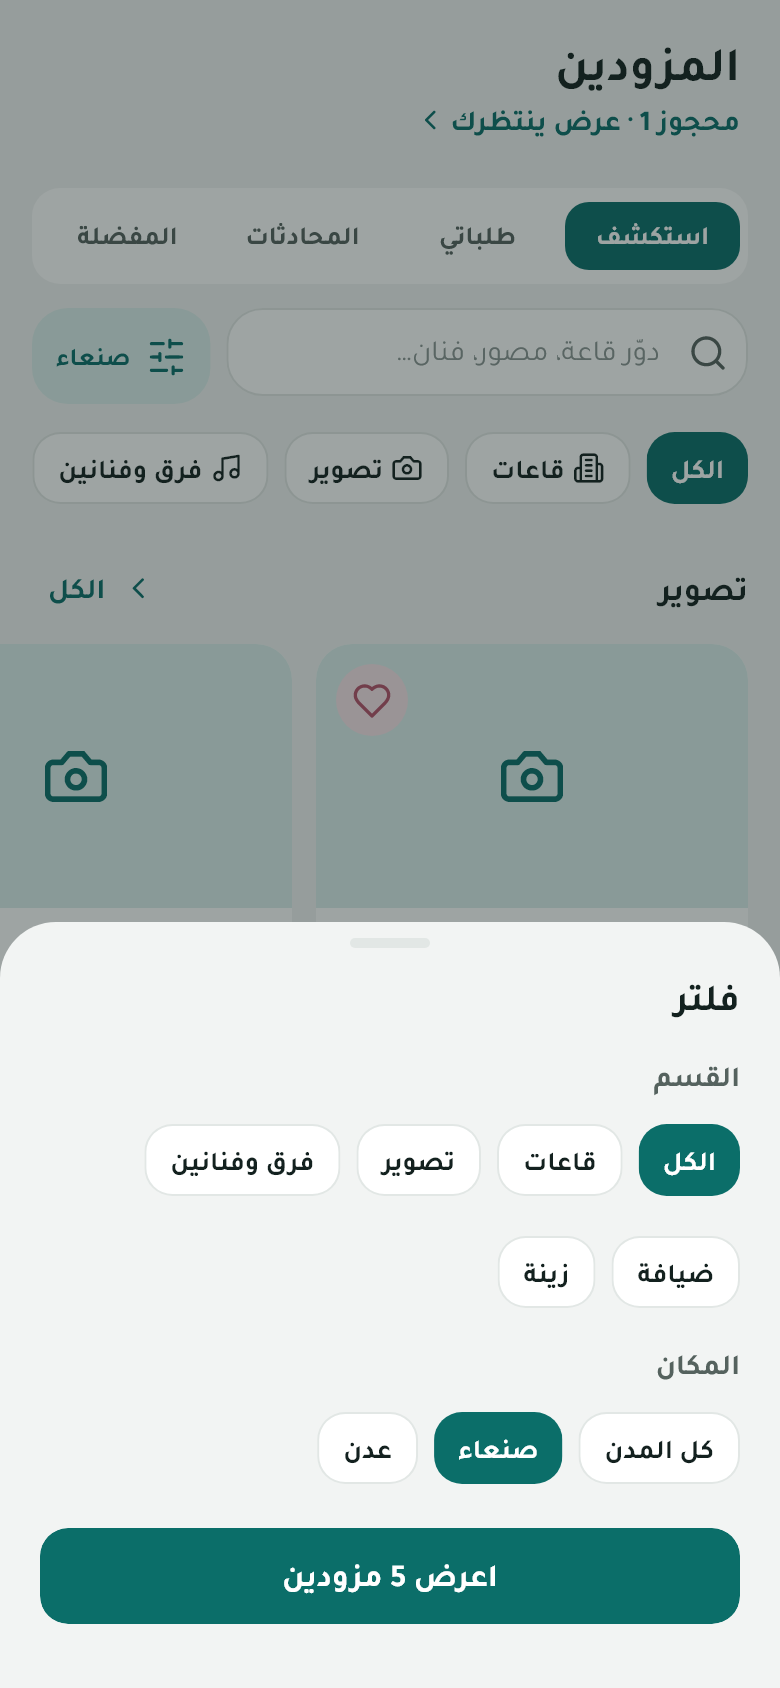 المزودين
محجوز 1 · عرض ينتظرك
استكشف
طلباتي
المحادثات
المفضلة
دوّر قاعة، مصور، فنان...
صنعاء
الكل
قاعات
تصوير
فرق وفنانين
تصوير
الكل
فلتر
القسم
الكل
قاعات
تصوير
فرق وفنانين
ضيافة
زينة
المكان
كل المدن
صنعاء
عدن
اعرض 5 مزودين